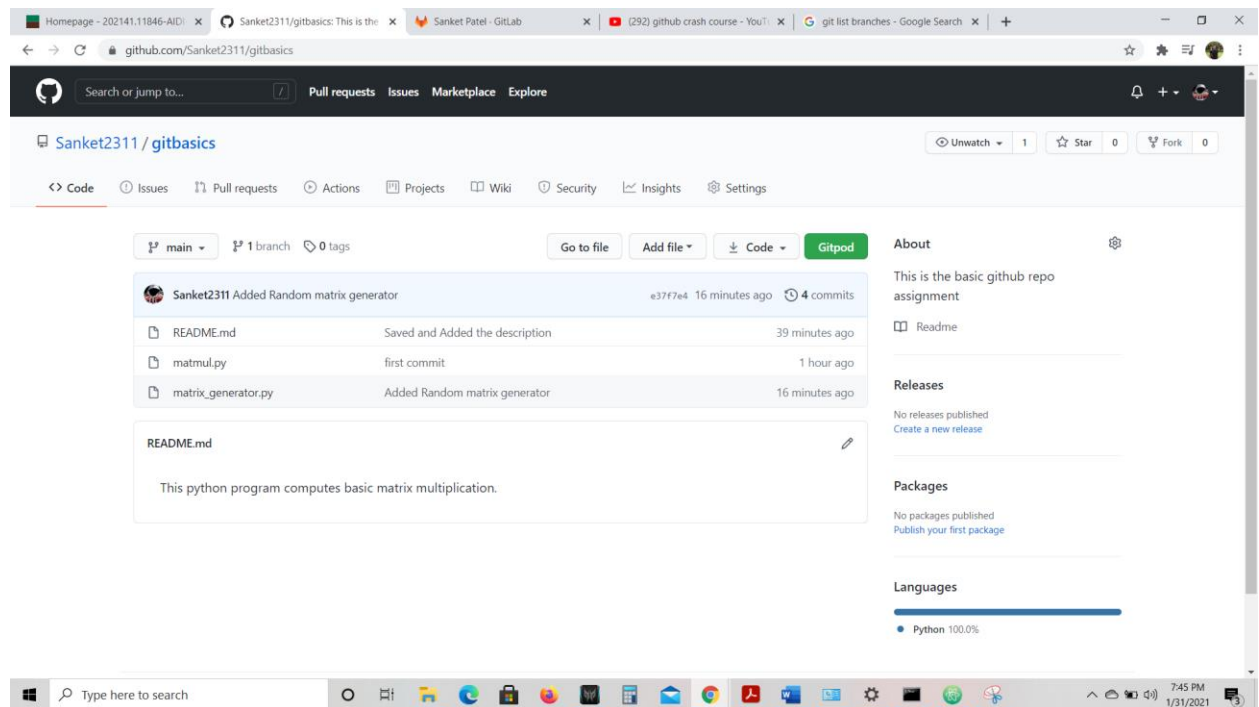 Homepage - 202141.11846-AIDI
Sanket2311/gitbasics: This is the
Sanket Patel · GitLab
(292) github crash course - YouT
git list branches - Google Search
github.com/Sanket2311/gitbasics
Search or jump to...
/
Pull requests Issues Marketplace Explore
Sanket2311 / gitbasics
Unwatch 1
Star 0
Fork 0
<> Code
Issues
Pull requests
Actions
Projects
Wiki
Security
Insights
Settings
main
1 branch
0 tags
Go to file
Add file
Code
Gitpod
Sanket2311 Added Random matrix generator e37f7e4 16 minutes ago 4 commits
README.md Saved and Added the description 39 minutes ago
matmul.py first commit 1 hour ago
matrix_generator.py Added Random matrix generator 16 minutes ago
README.md
This python program computes basic matrix multiplication.
About
This is the basic github repo
assignment
Readme
Releases
No releases published
Create a new release
Packages
No packages published
Publish your first package
Languages
Python 100.0%
Type here to search
7:45 PM
1/31/2021
3